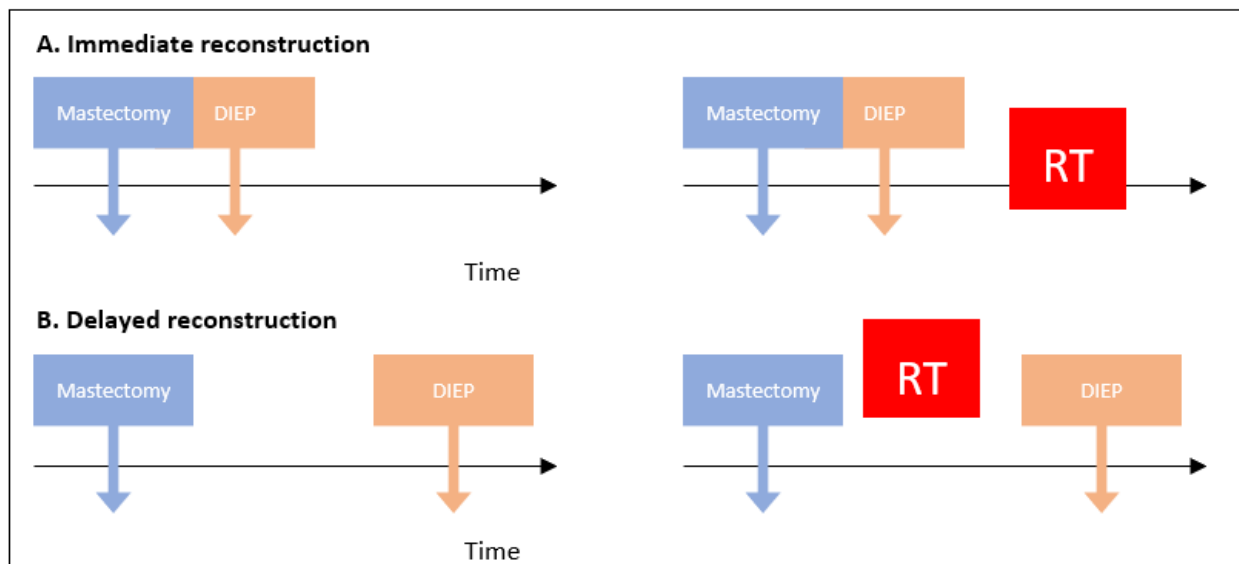 A. Immediate reconstruction
Mastectomy DIEP
Mastectomy DIEP
RT
Time
B. Delayed reconstruction
Mastectomy
DIEP
Mastectomy
RT
DIEP
Time